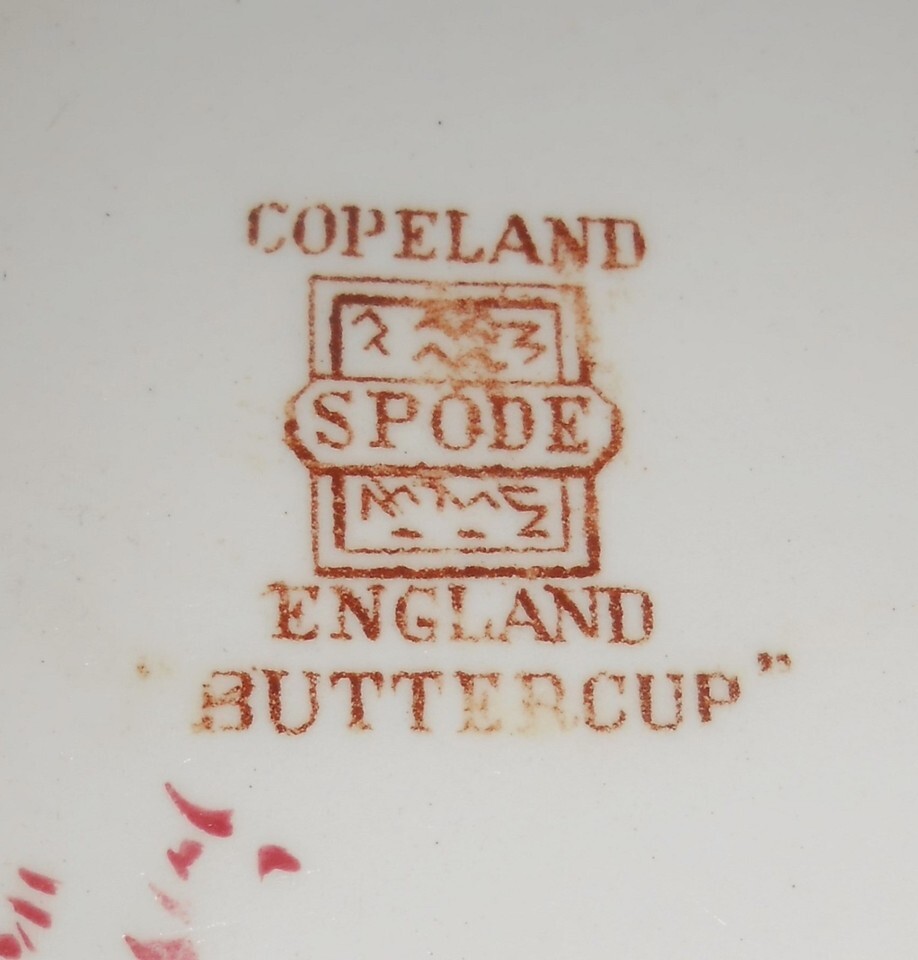 COPELAND
SPODE
ENGLAND
"BUTTERCUP"